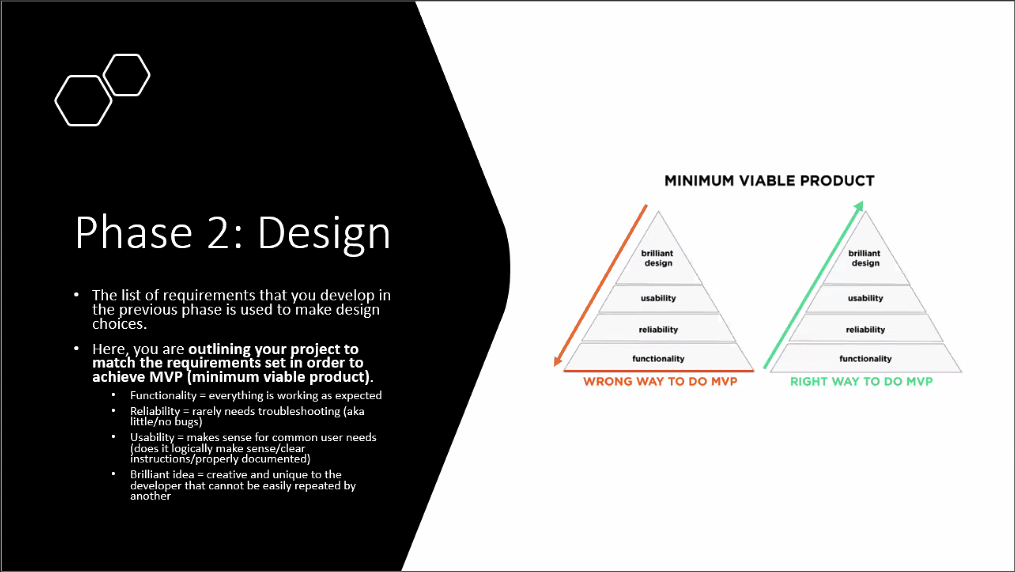 Phase 2: Design
• The list of requirements that you develop in
the previous phase is used to make design
choices.
• Here, you are outlining your project to
match the requirements set in order to
achieve MVP (minimum viable product).
• Functionality = everything is working as expected
• Reliability = rarely needs troubleshooting (aka
little/no bugs)
• Usability = makes sense for common user needs
(does it logically make sense/clear
instructions/properly documented)
• Brilliant idea = creative and unique to the
developer that cannot be easily repeated by
another
MINIMUM VIABLE PRODUCT
brilliant
design
usability
reliability
functionality
WRONG WAY TO DO MVP
brilliant
design
usability
reliability
functionality
RIGHT WAY TO DO MVP